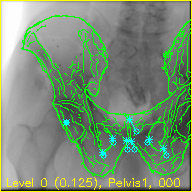 Level 0 (0.125), Pelvis1, 000